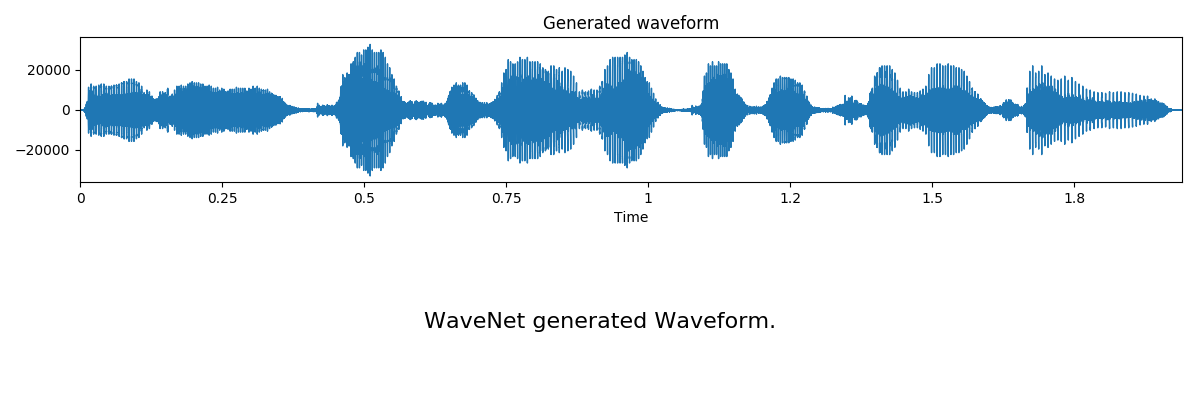 Generated waveform
20000
0
−20000
0 0.25 0.5 0.75 1 1.2 1.5 1.8
Time
WaveNet generated Waveform.